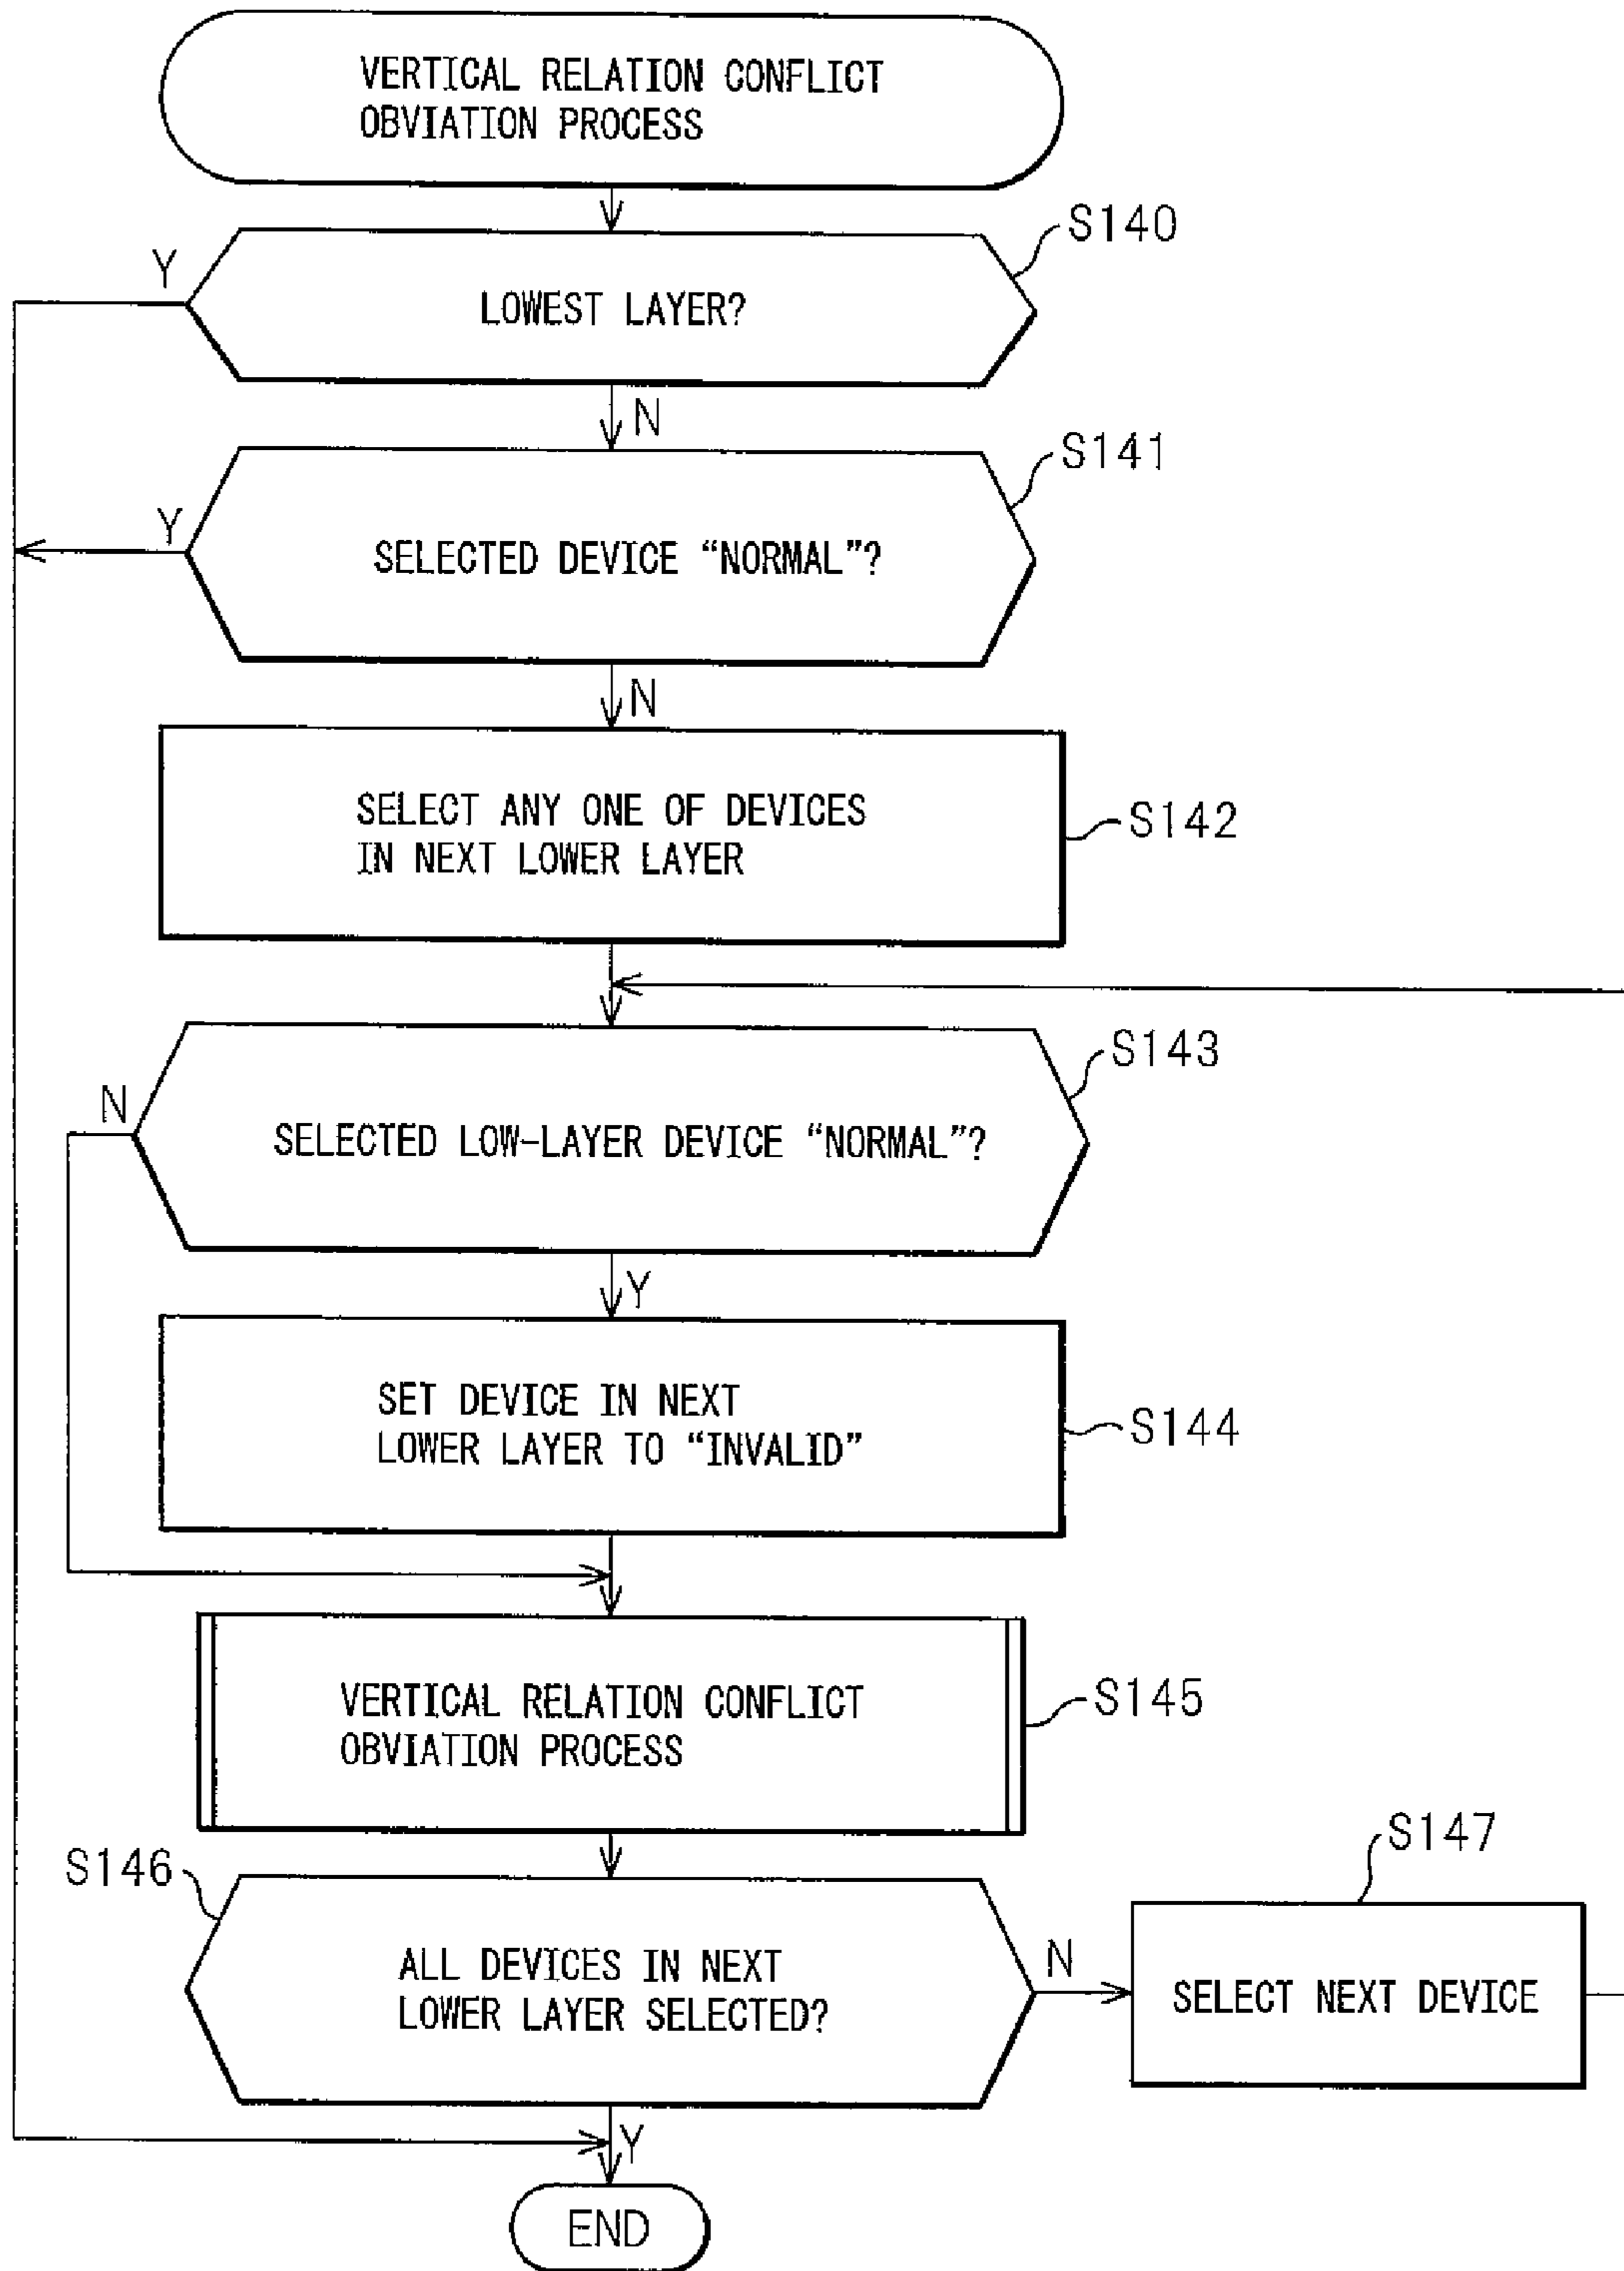 VERTICAL RELATION CONFLICT
OBVIATION PROCESS
S140
Y
LOWEST LAYER?
N
S141
Y
SELECTED DEVICE “NORMAL”?
N
SELECT ANY ONE OF DEVICES
IN NEXT LOWER LAYER
S142
S143
N
SELECTED LOW-LAYER DEVICE “NORMAL”?
Y
SET DEVICE IN NEXT
LOWER LAYER TO “INVALID”
S144
VERTICAL RELATION CONFLICT
OBVIATION PROCESS
S145
S146
S147
ALL DEVICES IN NEXT
LOWER LAYER SELECTED?
N
SELECT NEXT DEVICE
Y
END